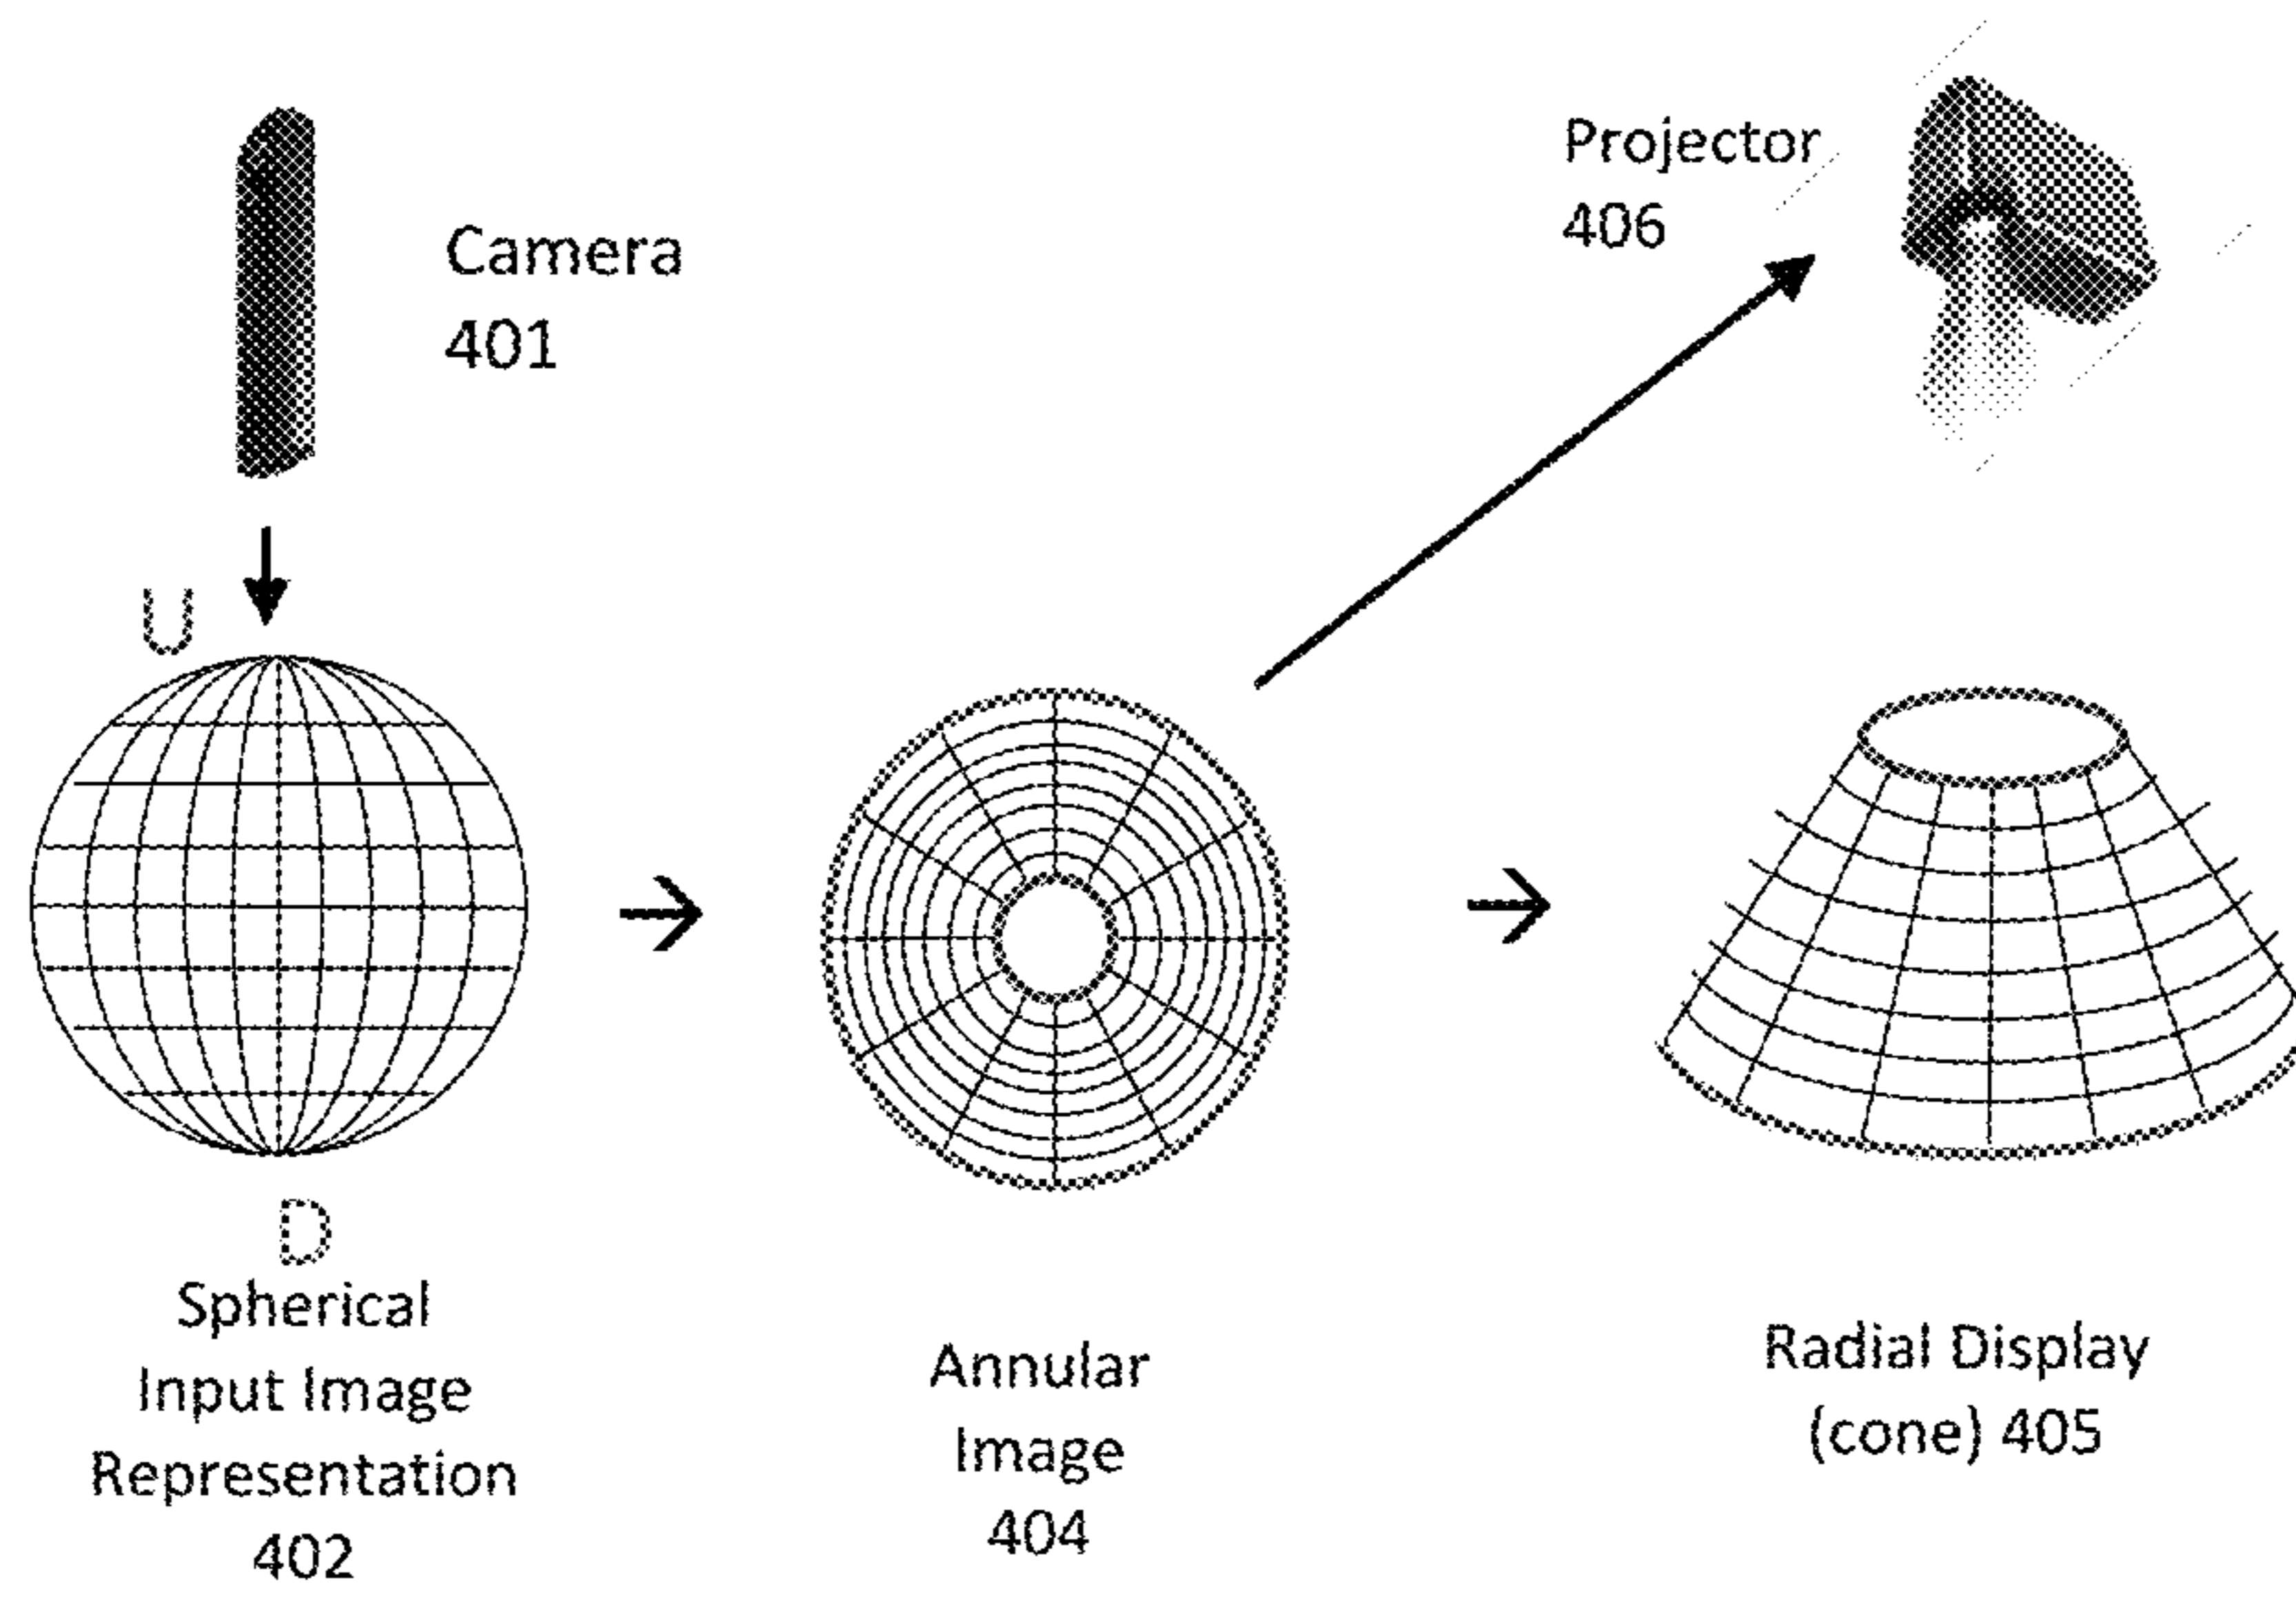 Camera
401
Projector
406
U
D
Spherical
Input Image
Representation
402
Annular
Image
404
Radial Display
(cone) 405